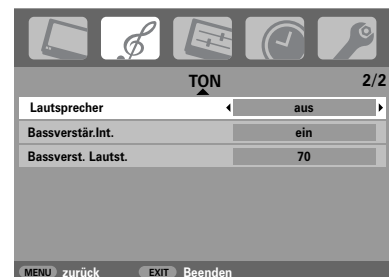 TON 2/2
Lautsprecher aus
Bassverstär.Int. ein
Bassverst. Lautst. 70
MENU zurück EXIT Beenden